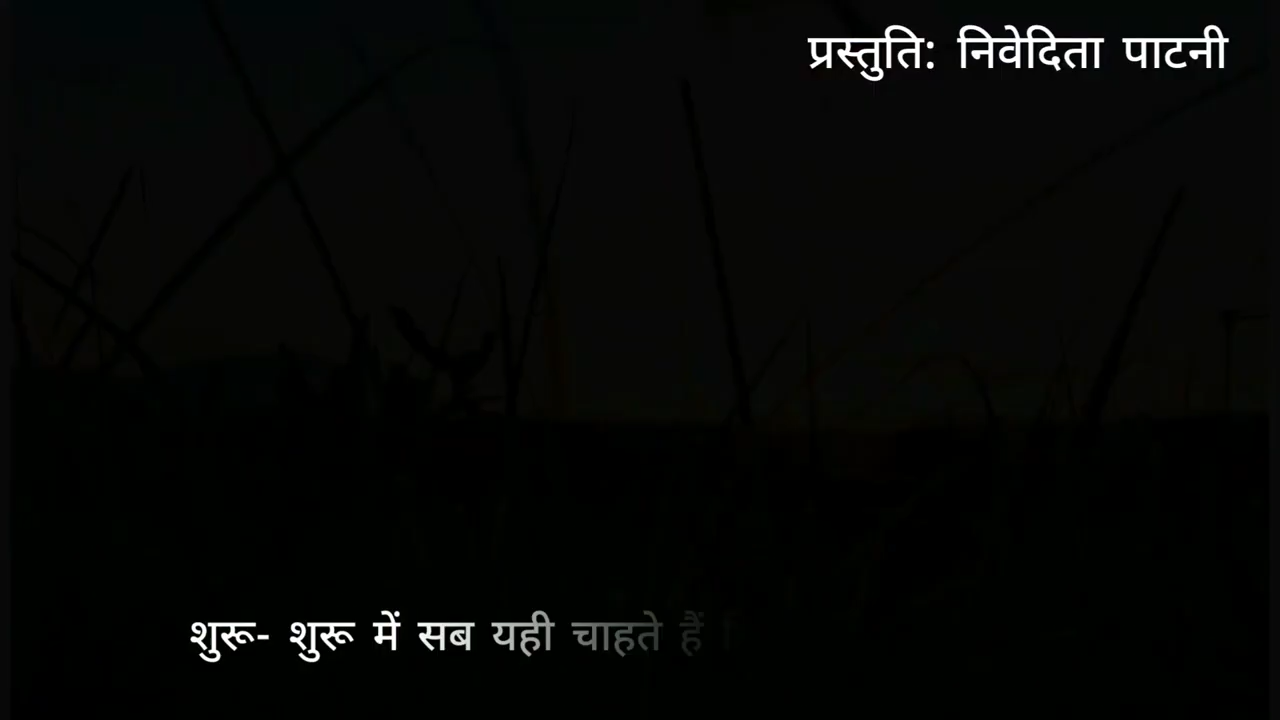 प्रस्तुति: निवेदिता पाटनी
शुरू- शुरू में सब यही चाहते हैं